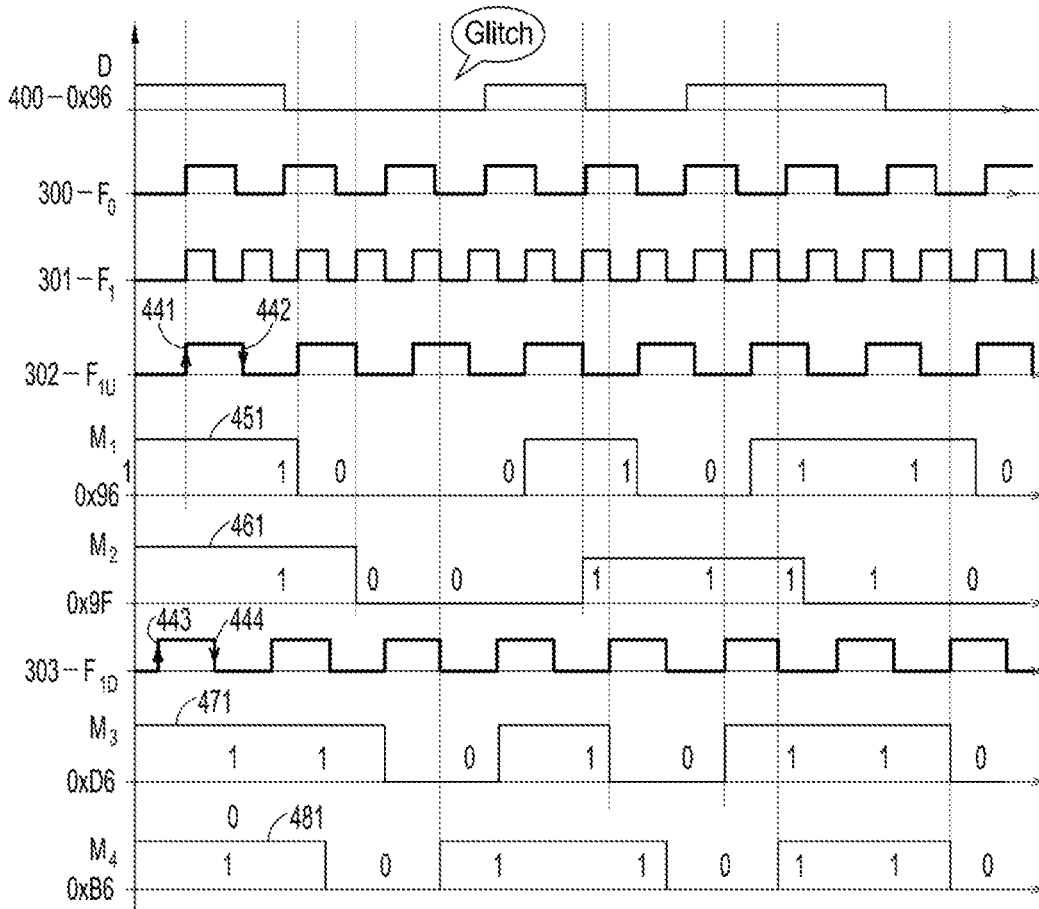 Glitch
D
400–0x96
300–F0
301–F1
441 442
302–F1U
M1 451
1 1 0 0 1 0 1 1 0
0x96
M2 461
1 0 0 1 1 1 1 0
0x9F
443 444
303–F1D
M3 471
1 1 0 1 0 1 1 0
0xD6
0 481
M4
1 0 1 1 0 1 1 0
0xB6